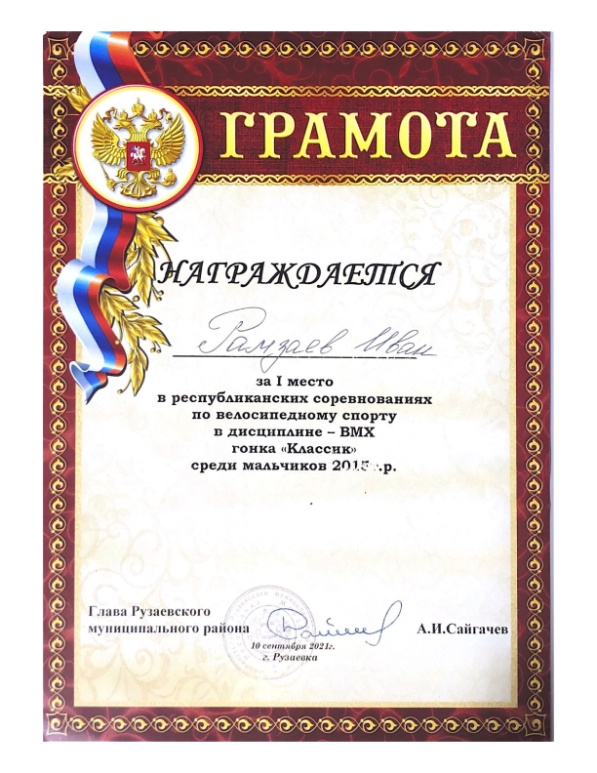 ГРАМОТА
НАГРАЖДАЕТСЯ
Рамзаев Иван
за I место
в республиканских соревнованиях
по велосипедному спорту
в дисциплине – ВМХ
гонка «Классик»
среди мальчиков 2015 г.р.
Глава Рузаевского
муниципального района
А.И.Сайгачев
10 сентября 2021г.
г. Рузаевка